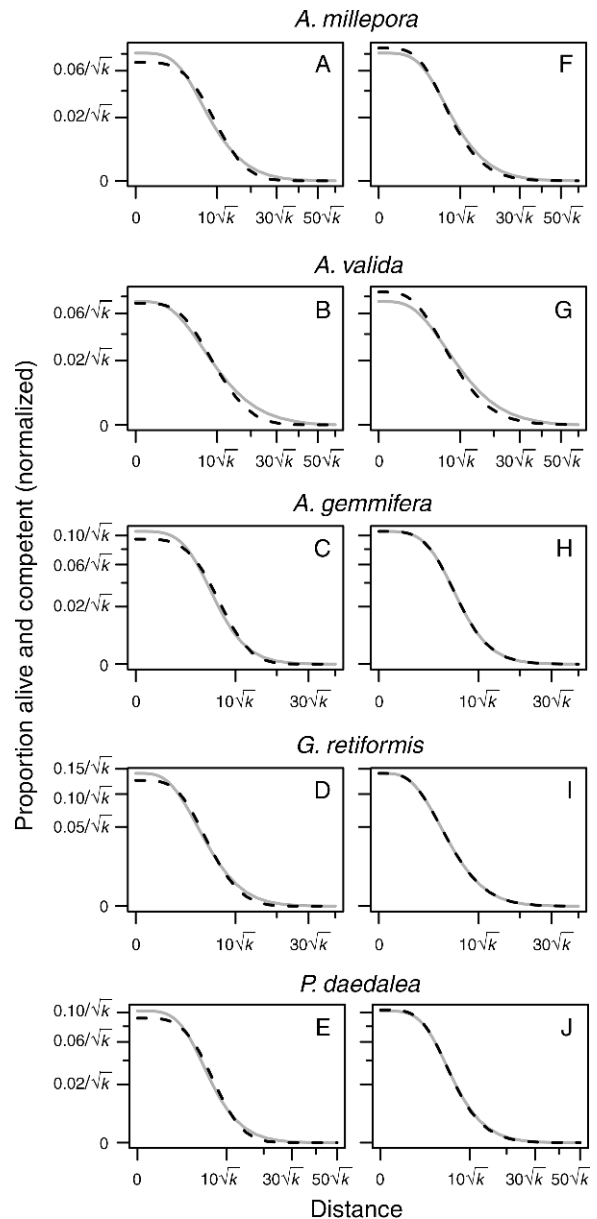 A. millepora
A
F
0.06/√k
0.02/√k
0
0
10√k
30√k
50√k
0
10√k
30√k
50√k
A. valida
B
G
0.06/√k
0.02/√k
0
0
10√k
30√k
50√k
0
10√k
30√k
50√k
A. gemmifera
C
H
0.10/√k
0.06/√k
0.02/√k
0
0
10√k
30√k
0
10√k
30√k
G. retiformis
D
I
0.15/√k
0.10/√k
0.05/√k
0
0
10√k
30√k
0
10√k
30√k
P. daedalea
E
J
0.10/√k
0.06/√k
0.02/√k
0
0
10√k
30√k
50√k
0
10√k
30√k
50√k
Distance
Proportion alive and competent (normalized)